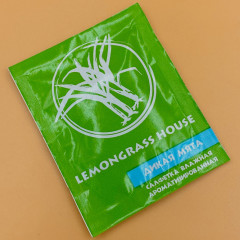 LEMONGRASS HOUSE
ДИКАЯ МЯТА
САЛФЕТКА ВЛАЖНАЯ
АРОМАТИЗИРОВАННАЯ